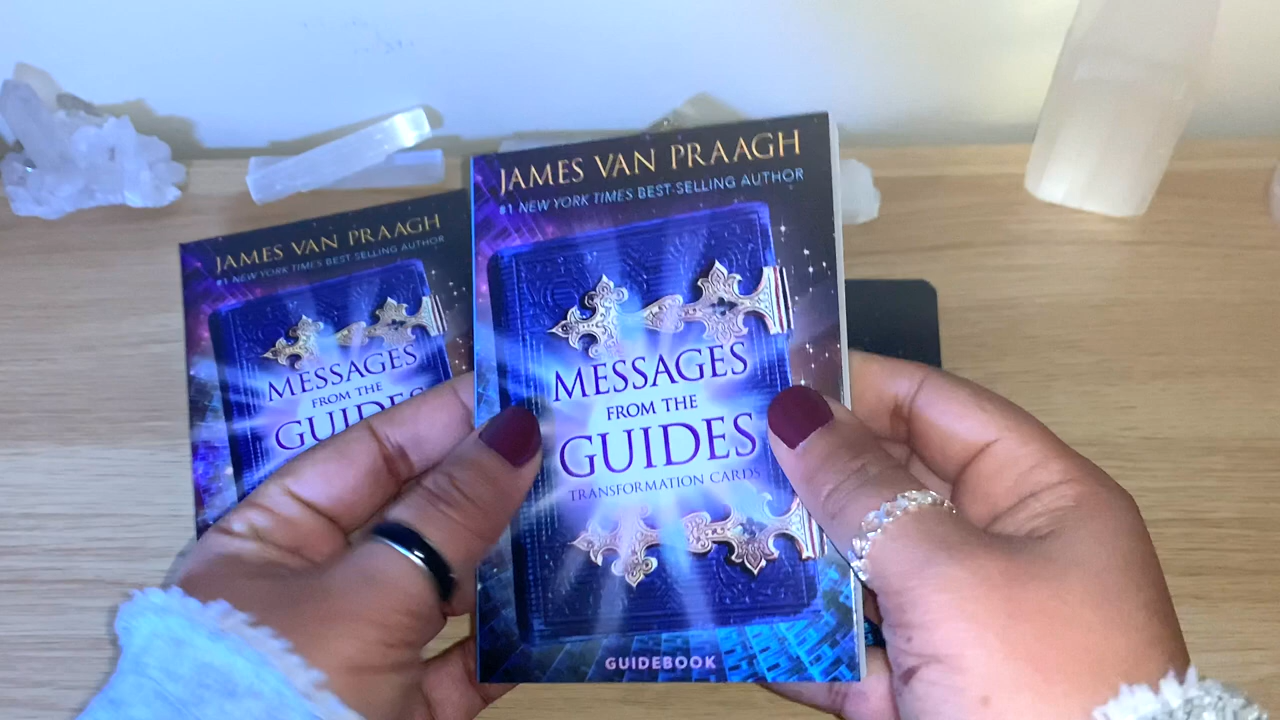 JAMES VAN PRAAGH
#1 NEW YORK TIMES BEST-SELLING AUTHOR
MESSAGES
FROM THE
GUIDES
JAMES VAN PRAAGH
#1 NEW YORK TIMES BEST-SELLING AUTHOR
MESSAGES
FROM THE
GUIDES
TRANSFORMATION CARDS
GUIDEBOOK